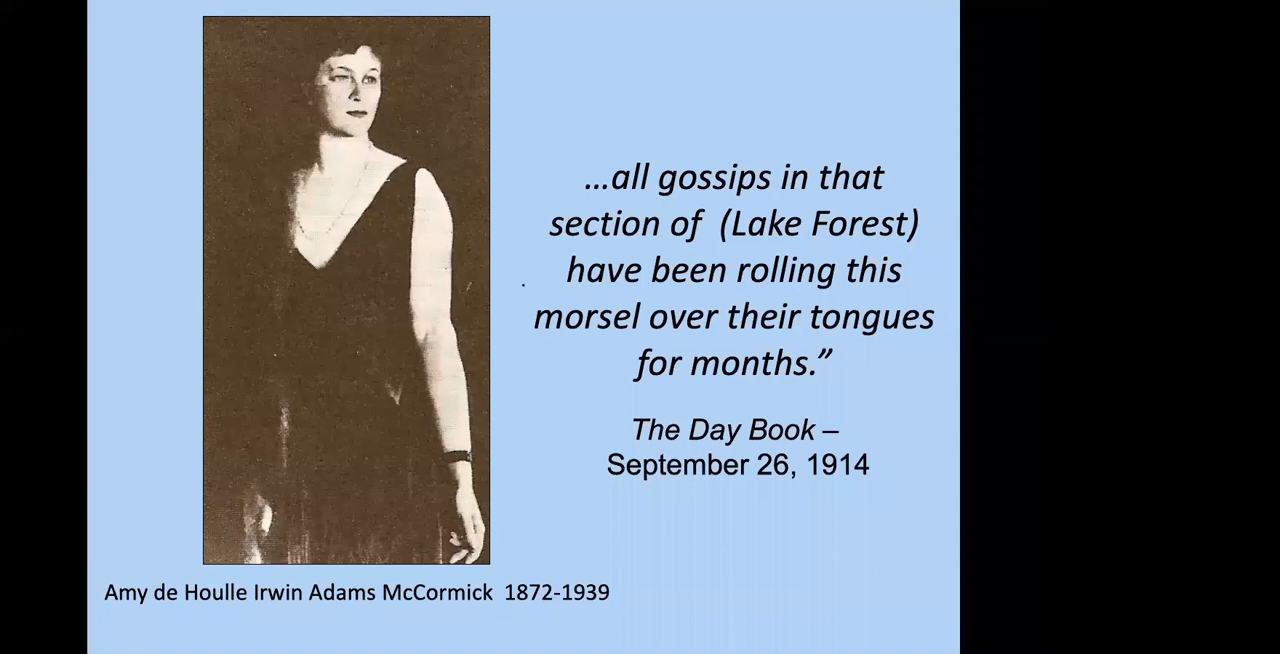 …all gossips in that
section of  (Lake Forest)
have been rolling this
morsel over their tongues
for months.”
The Day Book –
September 26, 1914
Amy de Houlle Irwin Adams McCormick  1872-1939